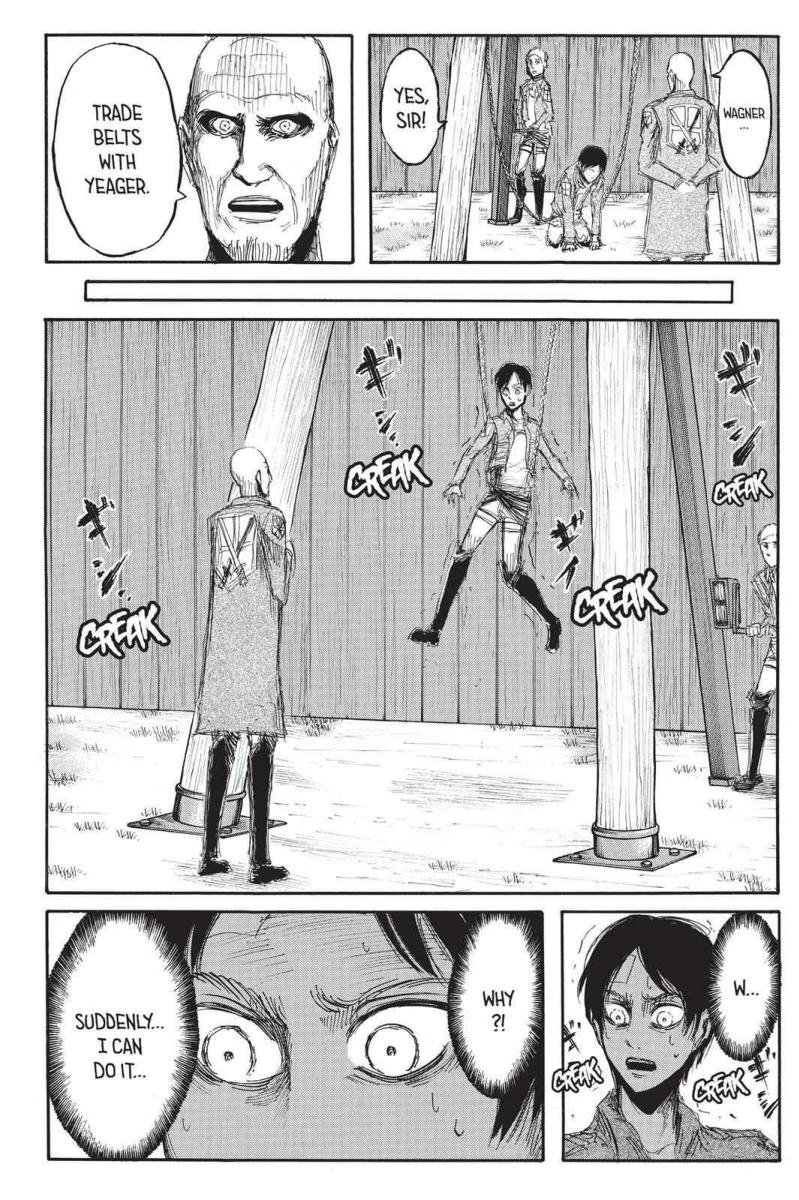 WAGNER
...
YES,
SIR!
TRADE
BELTS
WITH
YEAGER.
ギシ
CREAK
ギシ
CREAK
ギシ
CREAK
ギシ
CREAK
W...
CREAK
CREAK
WHY
?!
SUDDENLY...
I CAN
DO IT...